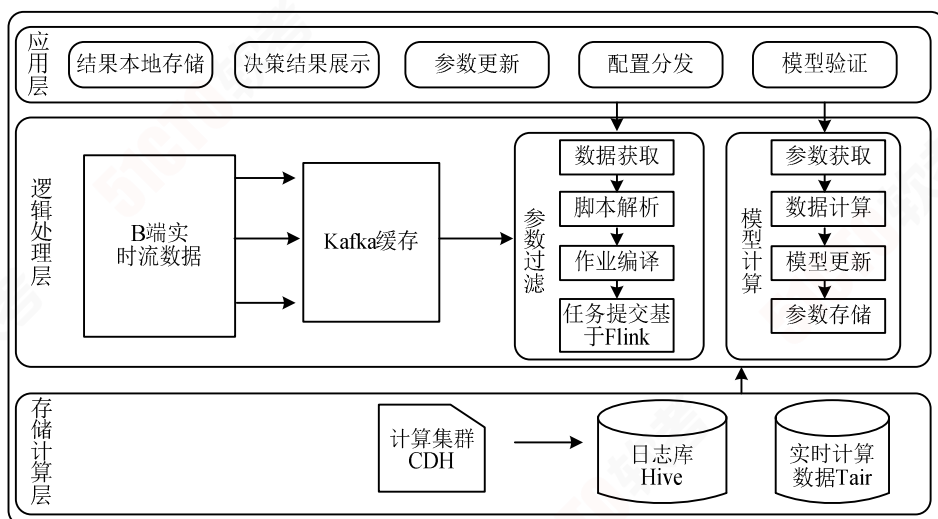 应用层
结果本地存储
决策结果展示
参数更新
配置分发
模型验证
逻辑处理层
B端实
时流数据
Kafka缓存
参数过滤
数据获取
脚本解析
作业编译
任务提交基
于Flink
模型计算
参数获取
数据计算
模型更新
参数存储
存储计算层
计算集群
CDH
日志库
Hive
实时计算
数据Tair